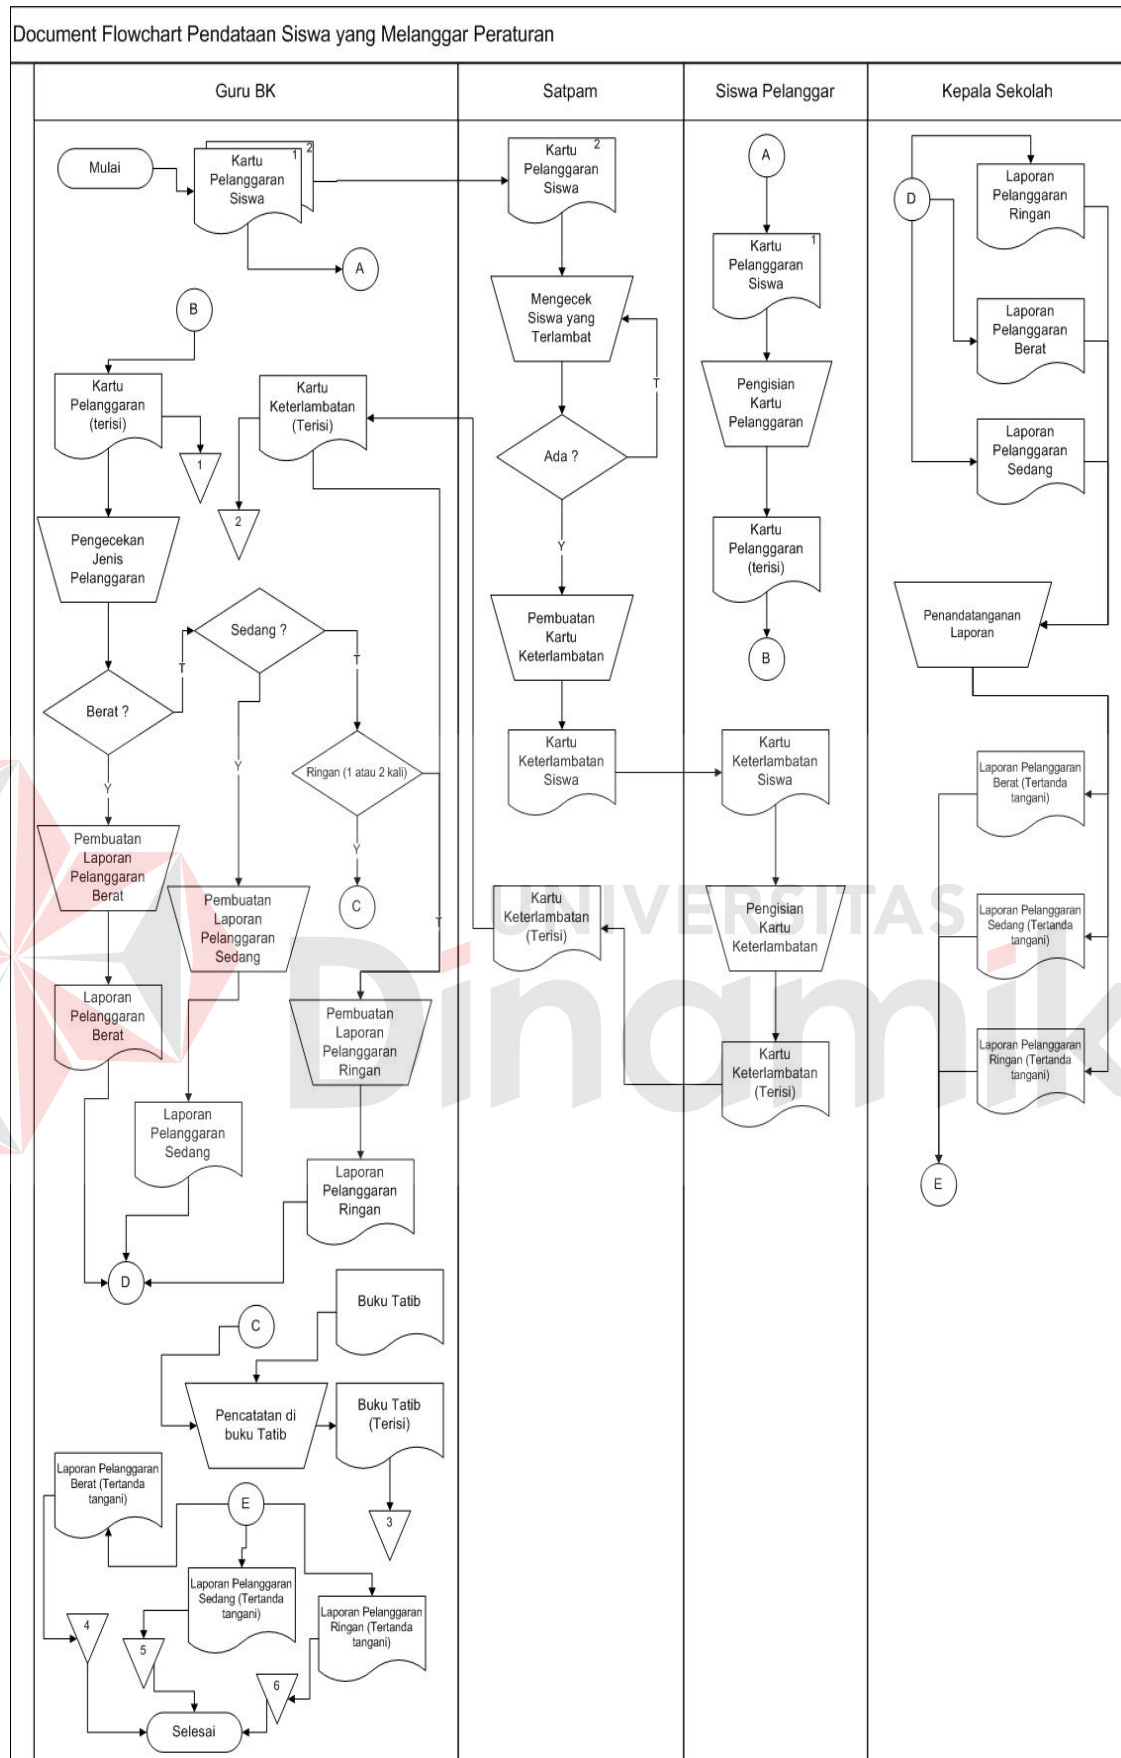 Document Flowchart Pendataan Siswa yang Melanggar Peraturan
Guru BK
Satpam
Siswa Pelanggar
Kepala Sekolah
Mulai
2
1
Kartu
Pelanggaran
Siswa
A
B
Kartu
Pelanggaran
(terisi)
1
Kartu
Keterlambatan
(Terisi)
2
Pengecekan
Jenis
Pelanggaran
Sedang ?
T
T
Berat ?
Y
Y
Ringan (1 atau 2 kali)
Y
T
C
Pembuatan
Laporan
Pelanggaran
Berat
Pembuatan
Laporan
Pelanggaran
Sedang
Laporan
Pelanggaran
Berat
Pembuatan
Laporan
Pelanggaran
Ringan
Laporan
Pelanggaran
Sedang
Laporan
Pelanggaran
Ringan
D
C
Buku Tatib
Pencatatan di
buku Tatib
Buku Tatib
(Terisi)
3
Laporan Pelanggaran
Berat (Tertanda
tangani)
E
Laporan Pelanggaran
Sedang (Tertanda
tangani)
Laporan Pelanggaran
Ringan (Tertanda
tangani)
4
5
6
Selesai
2
Kartu
Pelanggaran
Siswa
Mengecek
Siswa yang
Terlambat
T
Ada ?
Y
Pembuatan
Kartu
Keterlambatan
Kartu
Keterlambatan
Siswa
Kartu
Keterlambatan
(Terisi)
A
1
Kartu
Pelanggaran
Siswa
Pengisian
Kartu
Pelanggaran
Kartu
Pelanggaran
(terisi)
B
Kartu
Keterlambatan
Siswa
Pengisian
Kartu
Keterlambatan
Kartu
Keterlambatan
(Terisi)
D
Laporan
Pelanggaran
Ringan
Laporan
Pelanggaran
Berat
Laporan
Pelanggaran
Sedang
Penandatanganan
Laporan
Laporan Pelanggaran
Berat (Tertanda
tangani)
Laporan Pelanggaran
Sedang (Tertanda
tangani)
Laporan Pelanggaran
Ringan (Tertanda
tangani)
E
UNIVERSITAS
Dinamik